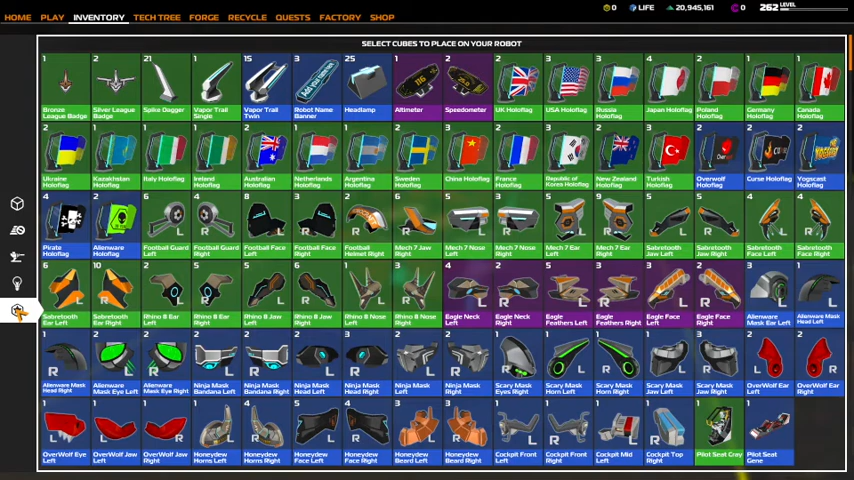 HOME PLAY INVENTORY TECH TREE FORGE RECYCLE QUESTS FACTORY SHOP
0 LIFE 20,945,161 0 262 LEVEL
SELECT CUBES TO PLACE ON YOUR ROBOT
1 2 21 1 15 3 25 1 2 2 1 3 4 2 1 1
Bronze League Badge Silver League Badge Spike Dagger Vapor Trail Single Vapor Trail Twin Robot Name Banner Headlamp Altimeter Speedometer UK Holoflag USA Holoflag Russia Holoflag Japan Holoflag Poland Holoflag Germany Holoflag Canada Holoflag
Ukraine Holoflag Kazakhstan Holoflag Italy Holoflag Ireland Holoflag Australian Holoflag Netherlands Holoflag Argentina Holoflag Sweden Holoflag China Holoflag France Holoflag Republic of Korea Holoflag New Zealand Holoflag Turkish Holoflag Overwolf Holoflag Curse Holoflag Yogscast Holoflag
Pirate Holoflag Alienware Holoflag Football Guard Left Football Guard Right Football Face Left Football Face Right Football Helmet Right Mech 7 Jaw Right Mech 7 Nose Left Mech 7 Nose Right Mech 7 Ear Left Mech 7 Ear Right Sabretooth Jaw Left Sabretooth Jaw Right Sabretooth Face Left Sabretooth Face Right
Sabretooth Ear Left Sabretooth Ear Right Rhino 8 Ear Left Rhino 8 Ear Right Rhino 8 Jaw Left Rhino 8 Jaw Right Rhino 8 Nose Left Rhino 8 Nose Right Eagle Neck Left Eagle Neck Right Eagle Feathers Left Eagle Feathers Right Eagle Face Left Eagle Face Right Alienware Mask Ear Left Alienware Mask Head Left
Alienware Mask Head Right Alienware Mask Eye Left Alienware Mask Eye Right Ninja Mask Bandana Left Ninja Mask Bandana Right Ninja Mask Head Left Ninja Mask Head Right Ninja Mask Left Ninja Mask Right Scary Mask Eyes Right Scary Mask Horn Left Scary Mask Horn Right Scary Mask Jaw Left Scary Mask Jaw Right OverWolf Ear Left OverWolf Ear Right
OverWolf Eye Left OverWolf Jaw Left OverWolf Jaw Right Honeydew Horns Left Honeydew Horns Right Honeydew Face Left Honeydew Face Right Honeydew Beard Left Honeydew Beard Right Cockpit Front Left Cockpit Front Right Cockpit Mid Left Cockpit Top Right Pilot Seat Gray Pilot Seat Gene